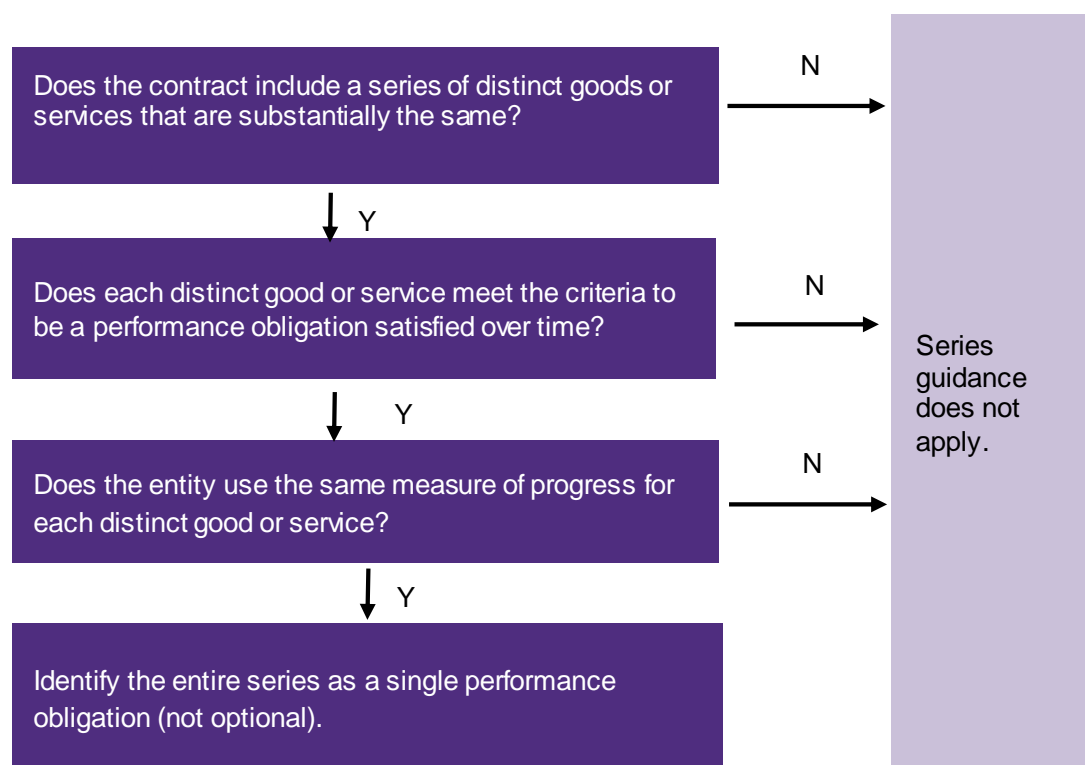 Does the contract include a series of distinct goods or
services that are substantially the same?
N
Y
Does each distinct good or service meet the criteria to
be a performance obligation satisfied over time?
N
Y
Does the entity use the same measure of progress for
each distinct good or service?
N
Y
Identify the entire series as a single performance
obligation (not optional).
Series
guidance
does not
apply.